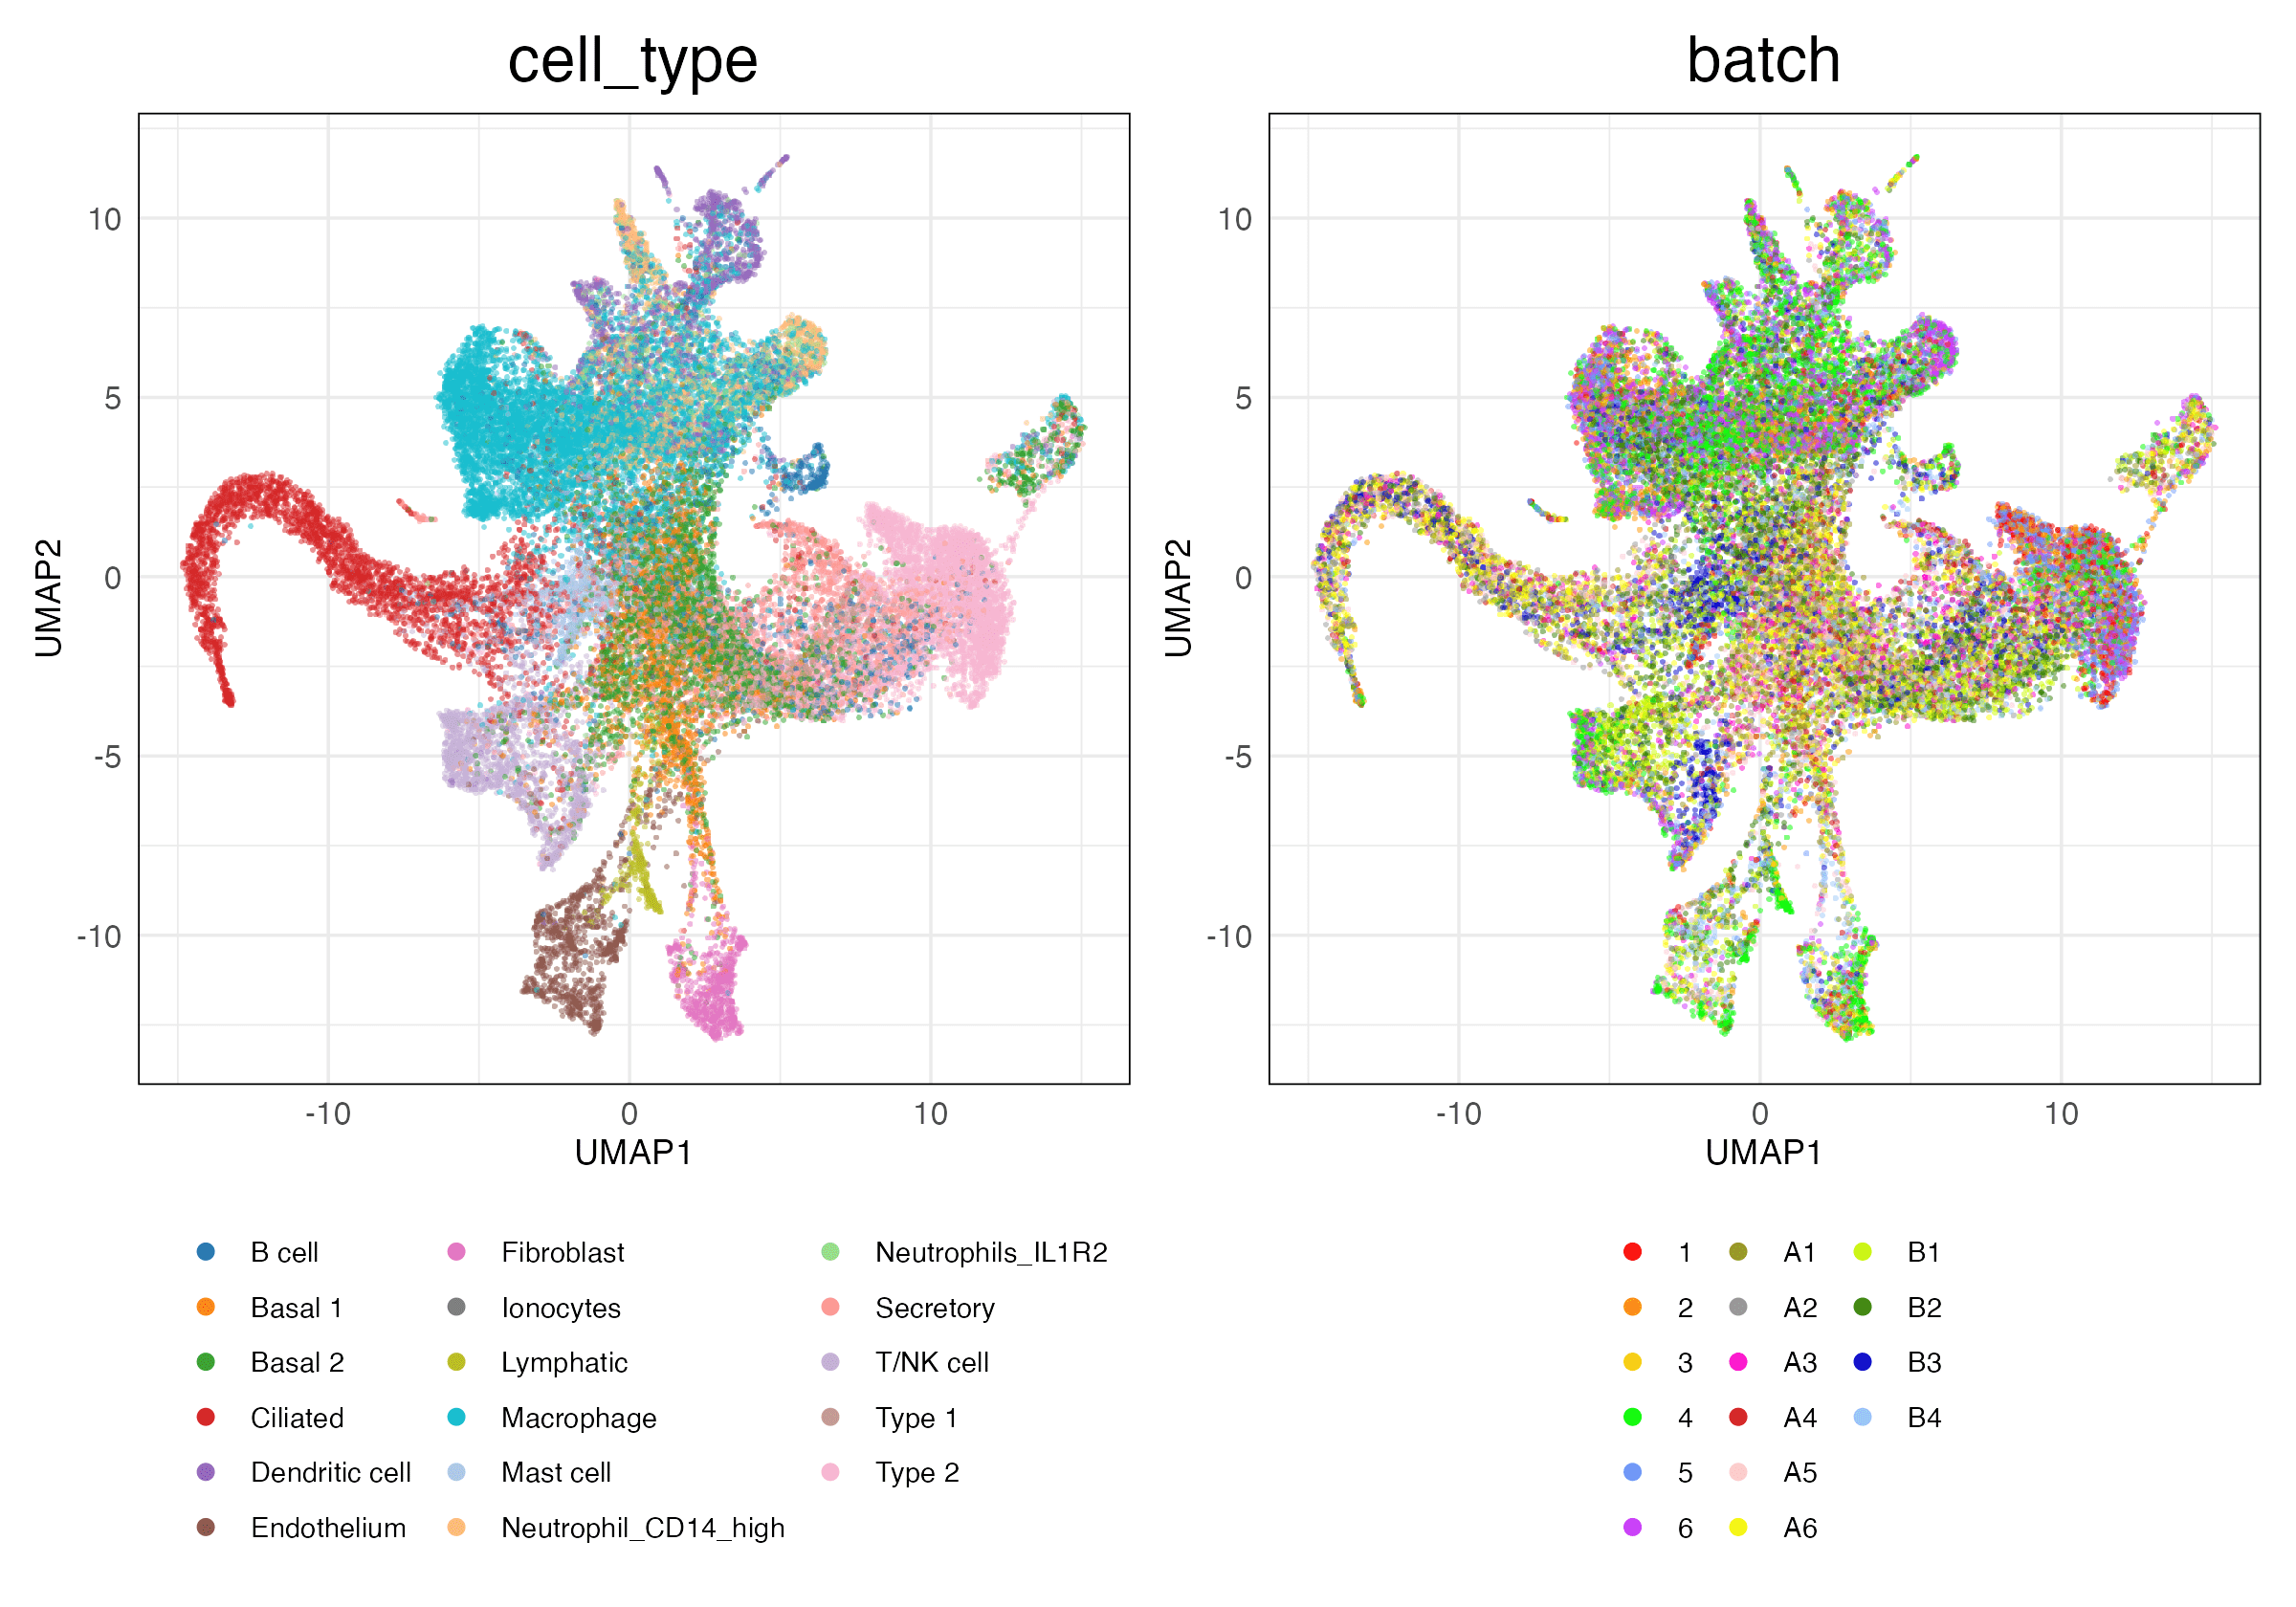 cell_type
batch
UMAP2
10
5
0
-5
-10
-10 0 10
UMAP1
UMAP2
10
5
0
-5
-10
-10 0 10
UMAP1
B cell Fibroblast Neutrophils_IL1R2
Basal 1 Ionocytes Secretory
Basal 2 Lymphatic T/NK cell
Ciliated Macrophage Type 1
Dendritic cell Mast cell Type 2
Endothelium Neutrophil_CD14_high
1 A1 B1
2 A2 B2
3 A3 B3
4 A4 B4
5 A5
6 A6